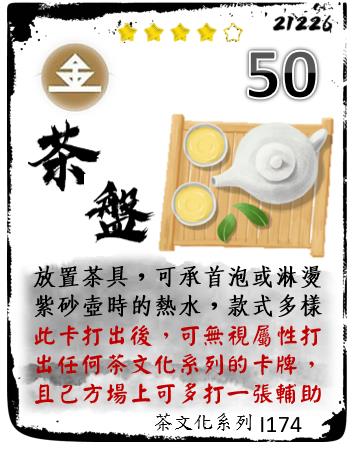 21226
金
50
茶
盤
放置茶具，可承首泡或淋燙
紫砂壺時的熱水，款式多樣
此卡打出後，可無視屬性打
出任何茶文化系列的卡牌，
且己方場上可多打一張輔助
茶文化系列 I174